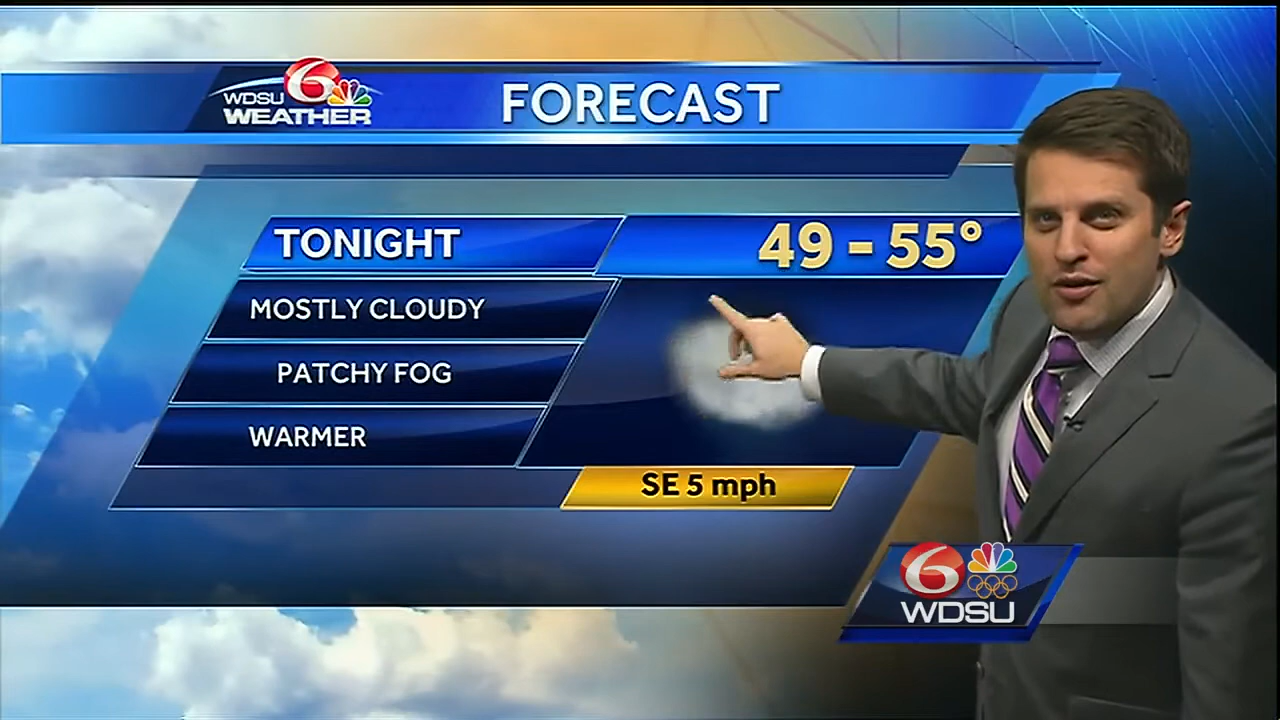 WDSU 6
WEATHER
FORECAST
TONIGHT
49 - 55°
MOSTLY CLOUDY
PATCHY FOG
WARMER
SE 5 mph
6
WDSU